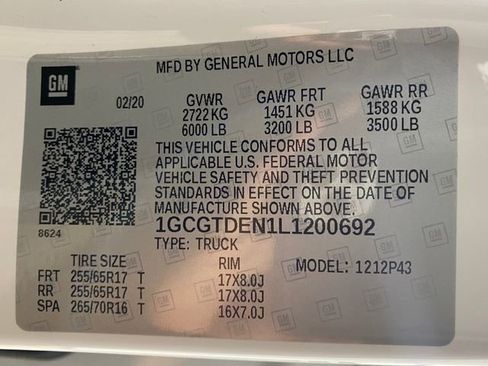 GM
MFD BY GENERAL MOTORS LLC
02/20 GVWR GAWR FRT GAWR RR
2722 KG 1451 KG 1588 KG
6000 LB 3200 LB 3500 LB
THIS VEHICLE CONFORMS TO ALL
APPLICABLE U.S. FEDERAL MOTOR
VEHICLE SAFETY AND THEFT PREVENTION
STANDARDS IN EFFECT ON THE DATE OF
MANUFACTURE SHOWN ABOVE.
8624
1GCGTDEN1L1200692
TYPE: TRUCK
TIRE SIZE RIM MODEL: 1212P43
FRT 255/65R17 T 17X8.0J
RR 255/65R17 T 17X8.0J
SPA 265/70R16 T 16X7.0J